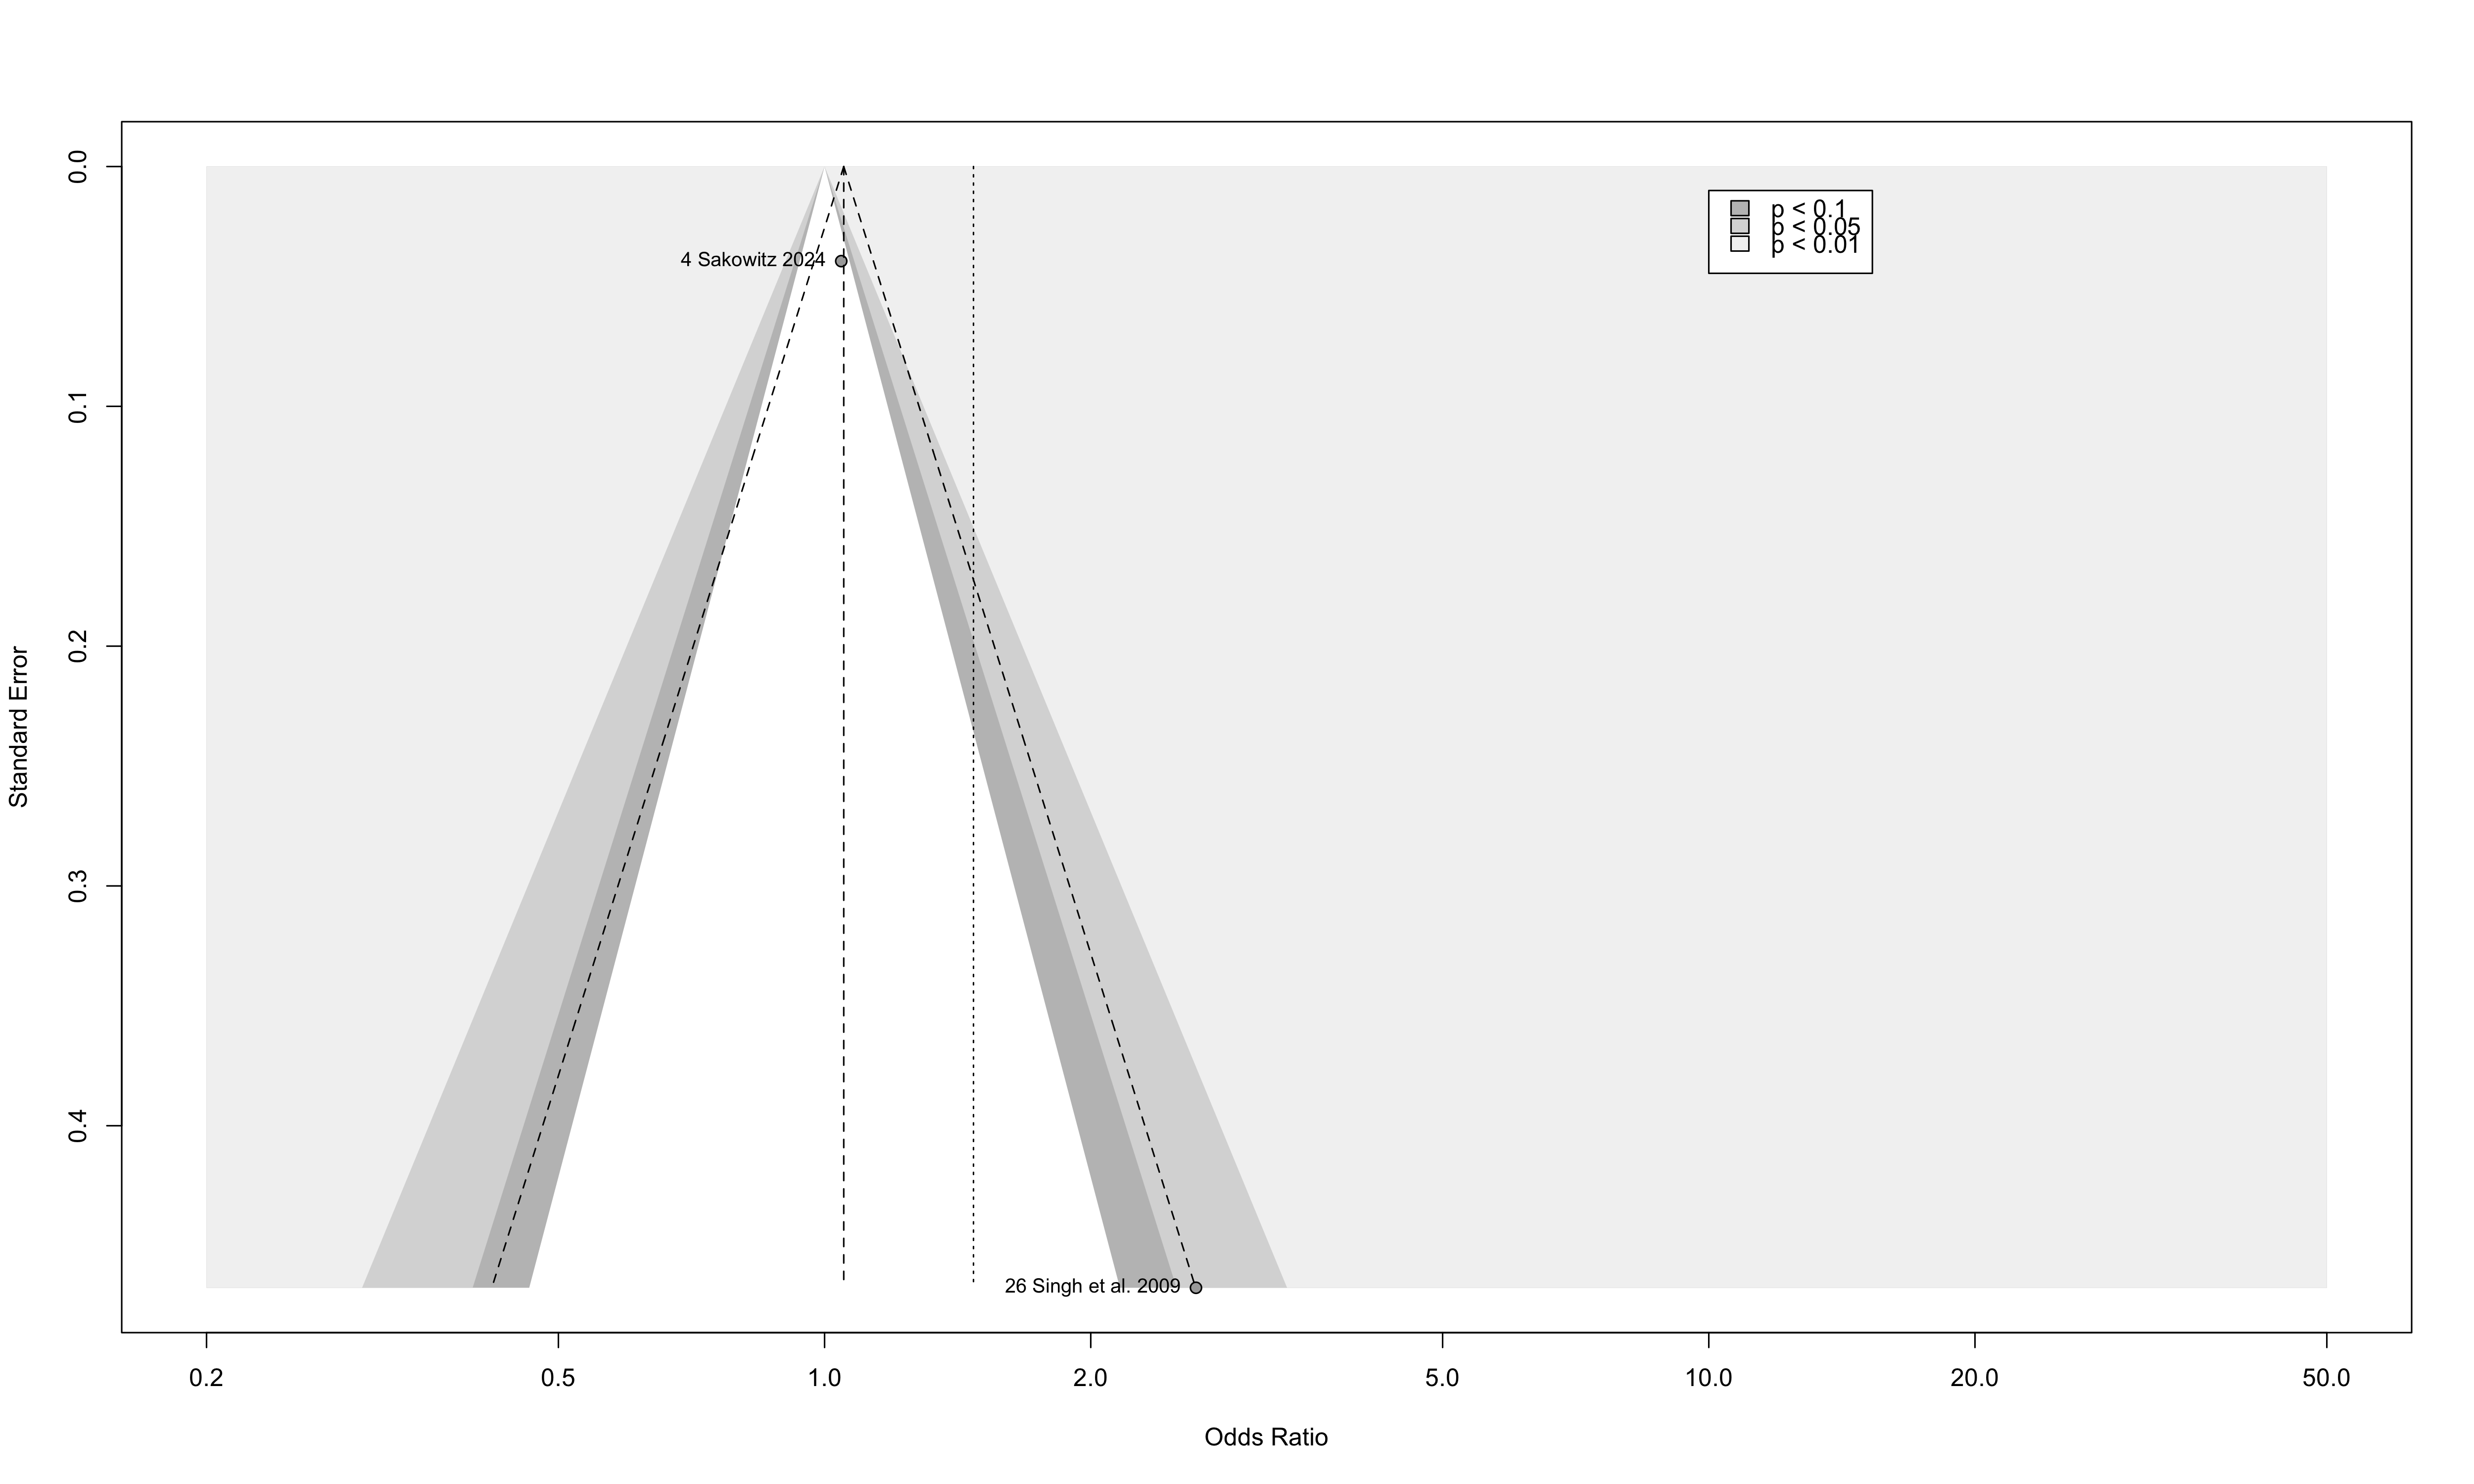 0.0
0.1
0.2
0.3
0.4
Standard Error
p < 0.1
p < 0.05
p < 0.01
4 Sakowitz 2024
26 Singh et al. 2009
0.2 0.5 1.0 2.0 5.0 10.0 20.0 50.0
Odds Ratio